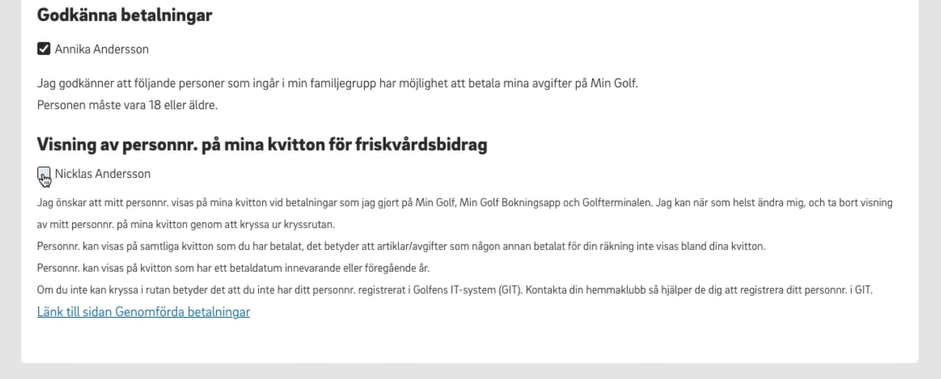 Godkänna betalningar
Annika Andersson
Jag godkänner att följande personer som ingår i min familjegrupp har möjlighet att betala mina avgifter på Min Golf.
Personen måste vara 18 eller äldre.
Visning av personnr. på mina kvitton för friskvårdsbidrag
Nicklas Andersson
Jag önskar att mitt personnr. visas på mina kvitton vid betalningar som jag gjort på Min Golf, Min Golf Bokningsapp och Golfterminalen. Jag kan när som helst ändra mig, och ta bort visning
av mitt personnr. på mina kvitton genom att kryssa ur kryssrutan.
Personnr. kan visas på samtliga kvitton som du har betalat, det betyder att artiklar/avgifter som någon annan betalat för din räkning inte visas bland dina kvitton.
Personnr. kan visas på kvitton som har ett betaldatum innevarande eller föregående år.
Om du inte kan kryssa i rutan betyder det att du inte har ditt personnr. registrerat i Golfens IT-system (GIT). Kontakta din hemmaklubb så hjälper de dig att registrera ditt personnr. i GIT.
Länk till sidan Genomförda betalningar